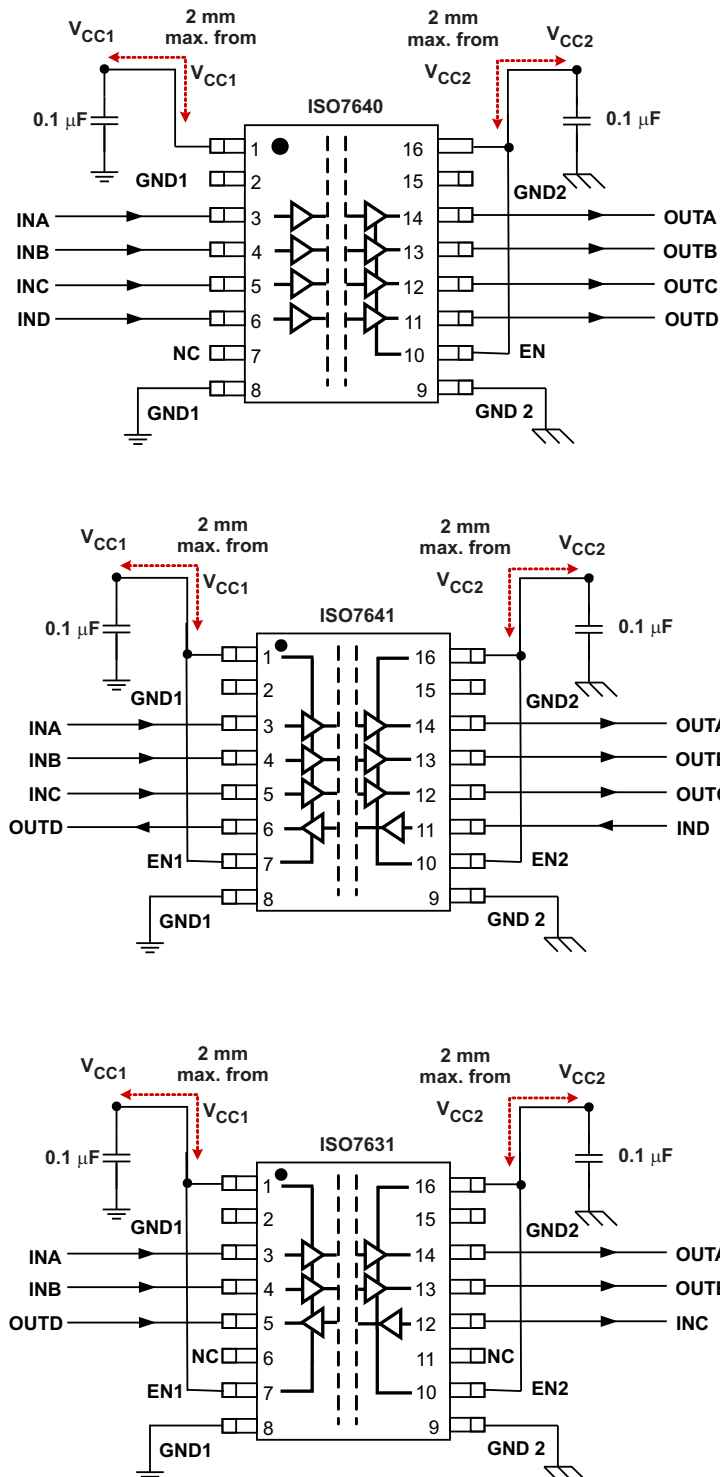 2 mm
max. from
2 mm
max. from
VCC1
VCC2
VCC1
VCC2
ISO7640
0.1 μF
0.1 μF
1
16
GND1
2
15
GND2
INA
3
14
OUTA
INB
4
13
OUTB
INC
5
12
OUTC
IND
6
11
OUTD
NC
7
10
EN
8
9
GND1
GND 2
2 mm
max. from
2 mm
max. from
VCC1
VCC2
VCC1
VCC2
ISO7641
0.1 μF
0.1 μF
1
16
GND1
2
15
GND2
INA
3
14
OUTA
INB
4
13
OUTB
INC
5
12
OUTC
OUTD
6
11
IND
EN1
7
10
EN2
8
9
GND1
GND 2
2 mm
max. from
2 mm
max. from
VCC1
VCC2
VCC1
VCC2
ISO7631
0.1 μF
0.1 μF
1
16
GND1
2
15
GND2
INA
3
14
OUTA
INB
4
13
OUTB
OUTD
5
12
INC
NC
6
11
NC
EN1
7
10
EN2
8
9
GND1
GND 2